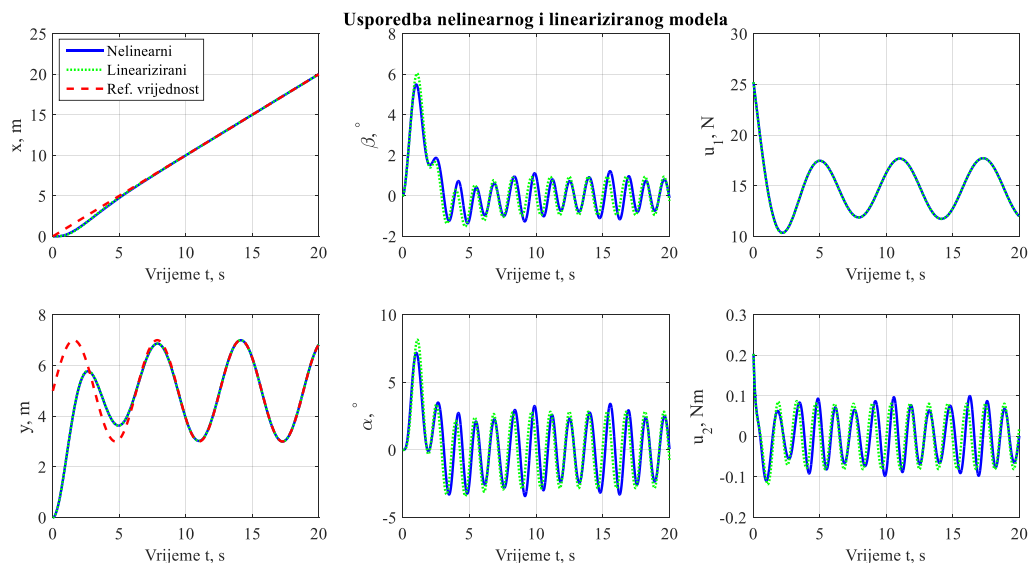 Usporedba nelinearnog i lineariziranog modela
x, m
25
20
15
10
5
0
0 5 10 15 20
Vrijeme t, s
Nelinearni
Linearizirani
Ref. vrijednost
β, °
8
6
4
2
0
-2
0 5 10 15 20
Vrijeme t, s
u1, N
30
25
20
15
10
0 5 10 15 20
Vrijeme t, s
y, m
8
6
4
2
0
0 5 10 15 20
Vrijeme t, s
α, °
10
5
0
-5
0 5 10 15 20
Vrijeme t, s
u2, Nm
0.3
0.2
0.1
0
-0.1
-0.2
0 5 10 15 20
Vrijeme t, s